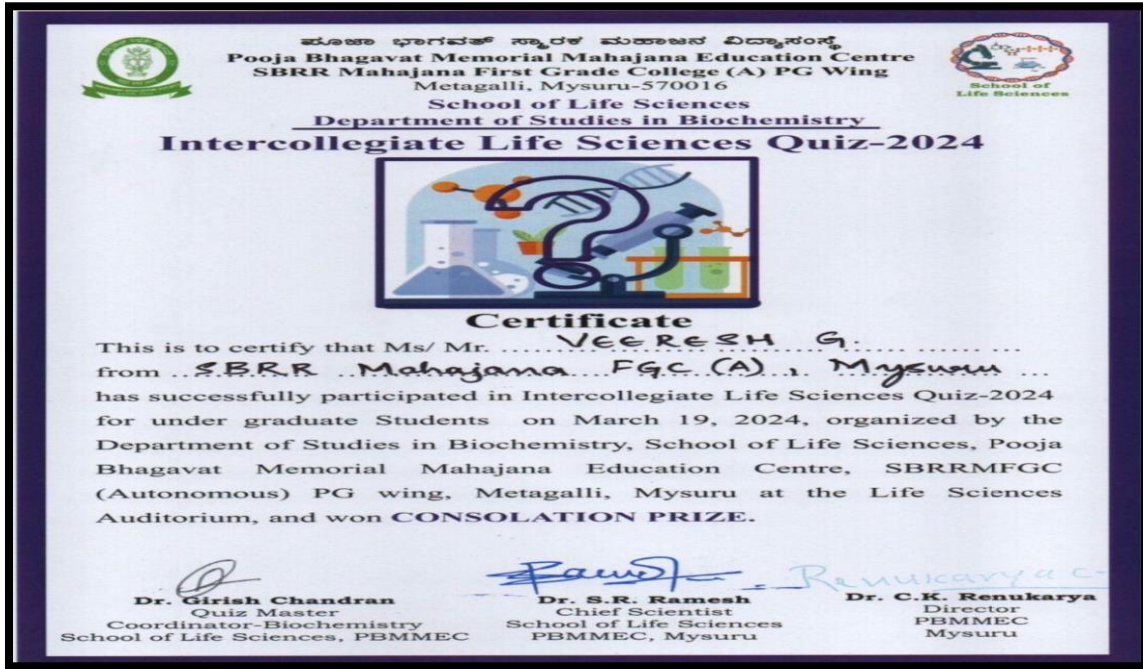 ಪೂಜಾ ಭಾಗವತ್ ಸ್ಮಾರಕ ಮಹಾಜನ ವಿದ್ಯಾಸಂಸ್ಥೆ
Pooja Bhagavat Memorial Mahajana Education Centre
SBRR Mahajana First Grade College (A) PG Wing
Metagalli, Mysuru-570016
School of Life Sciences
Department of Studies in Biochemistry
School of
Life Sciences
Intercollegiate Life Sciences Quiz-2024
Certificate
This is to certify that Ms/ Mr. ...... VEERESH G. ......
from ... SBRR Mahajana FGC (A), Mysuru ...
has successfully participated in Intercollegiate Life Sciences Quiz-2024
for under graduate Students on March 19, 2024, organized by the
Department of Studies in Biochemistry, School of Life Sciences, Pooja
Bhagavat Memorial Mahajana Education Centre, SBRRMFGC
(Autonomous) PG wing, Metagalli, Mysuru at the Life Sciences
Auditorium, and won CONSOLATION PRIZE.
Renukarya C-
Dr. Girish Chandran
Quiz Master
Coordinator-Biochemistry
School of Life Sciences, PBMMEC
Dr. S.R. Ramesh
Chief Scientist
School of Life Sciences
PBMMEC, Mysuru
Dr. C.K. Renukarya
Director
PBMMEC
Mysuru